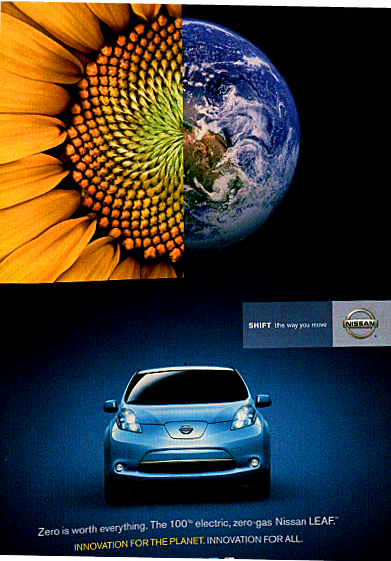 SHIFT the way you move
NISSAN
Zero is worth everything. The 100% electric, zero-gas Nissan LEAF.™
INNOVATION FOR THE PLANET. INNOVATION FOR ALL.